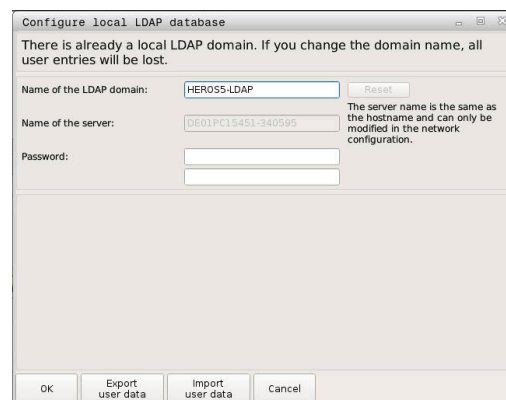 Configure local LDAP database
There is already a local LDAP domain. If you change the domain name, all
user entries will be lost.
Name of the LDAP domain:
HEROS5-LDAP
Reset
Name of the server:
DE01PC15451-340595
The server name is the same as
the hostname and can only be
modified in the network
configuration.
Password:
OK
Export
user data
Import
user data
Cancel